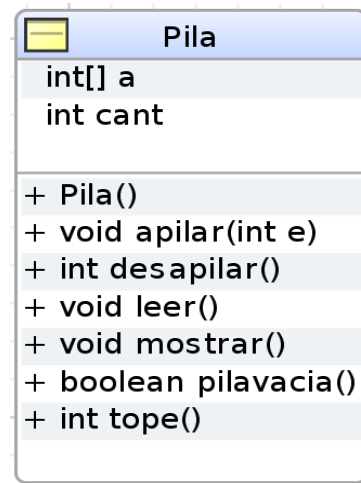 Pila
int[] a
int cant
+ Pila()
+ void apilar(int e)
+ int desapilar()
+ void leer()
+ void mostrar()
+ boolean pilavacia()
+ int tope()